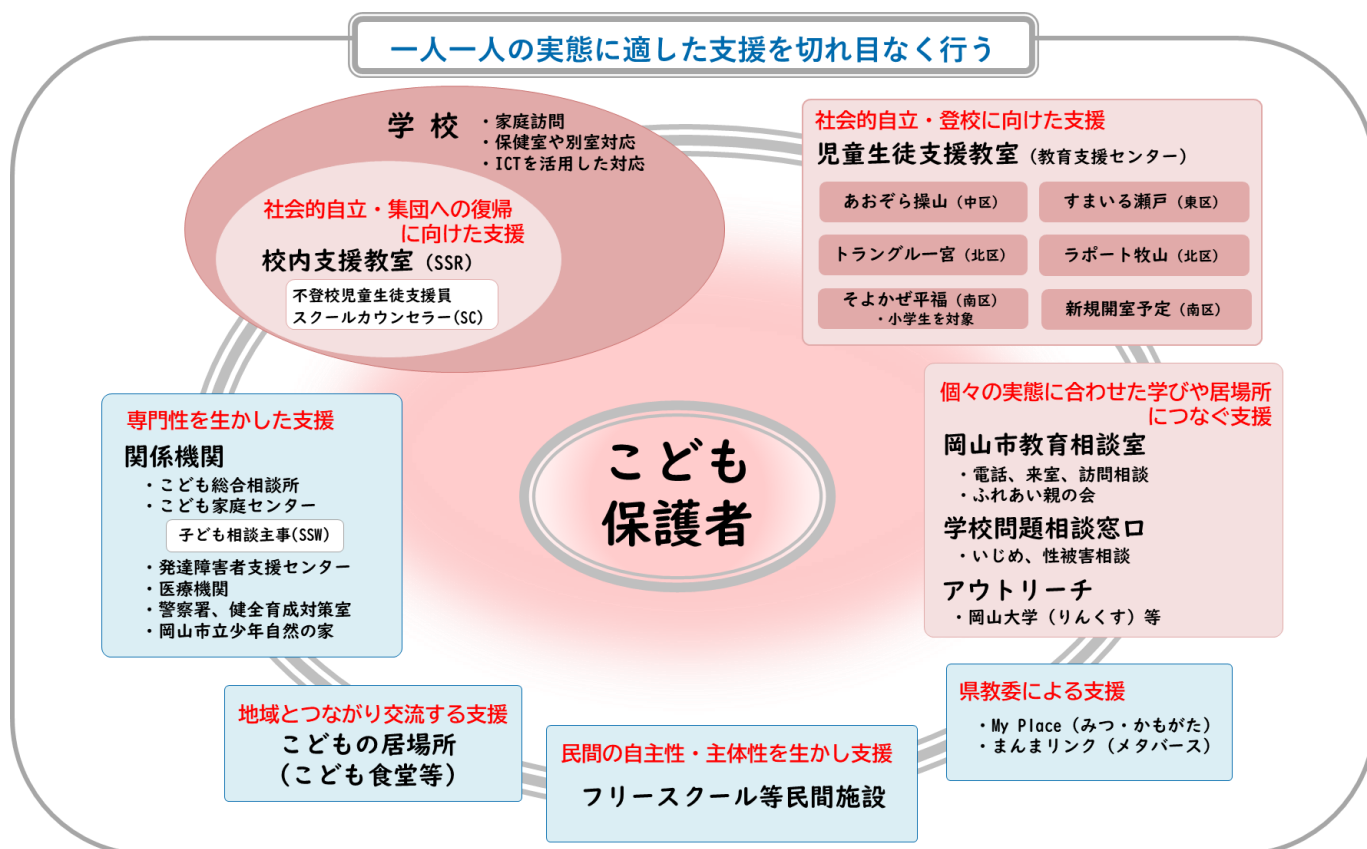 一人一人の実態に適した支援を切れ目なく行う
学校
・家庭訪問
・保健室や別室対応
・ICTを活用した対応
社会的自立・集団への復帰
に向けた支援
校内支援教室（SSR）
不登校児童生徒支援員
スクールカウンセラー(SC)
社会的自立・登校に向けた支援
児童生徒支援教室（教育支援センター）
あおぞら操山（中区）
すまいる瀬戸（東区）
トラングル一宮（北区）
ラポート牧山（北区）
そよかぜ平福（南区）
・小学生を対象
新規開室予定（南区）
専門性を生かした支援
関係機関
・こども総合相談所
・こども家庭センター
子ども相談主事(SSW)
・発達障害者支援センター
・医療機関
・警察署、健全育成対策室
・岡山市立少年自然の家
こども
保護者
個々の実態に合わせた学びや居場所
につなぐ支援
岡山市教育相談室
・電話、来室、訪問相談
・ふれあい親の会
学校問題相談窓口
・いじめ、性被害相談
アウトリーチ
・岡山大学（りんくす）等
地域とつながり交流する支援
こどもの居場所
（こども食堂等）
民間の自主性・主体性を生かし支援
フリースクール等民間施設
県教委による支援
・My Place（みつ・かもがた）
・まんまリンク（メタバース）